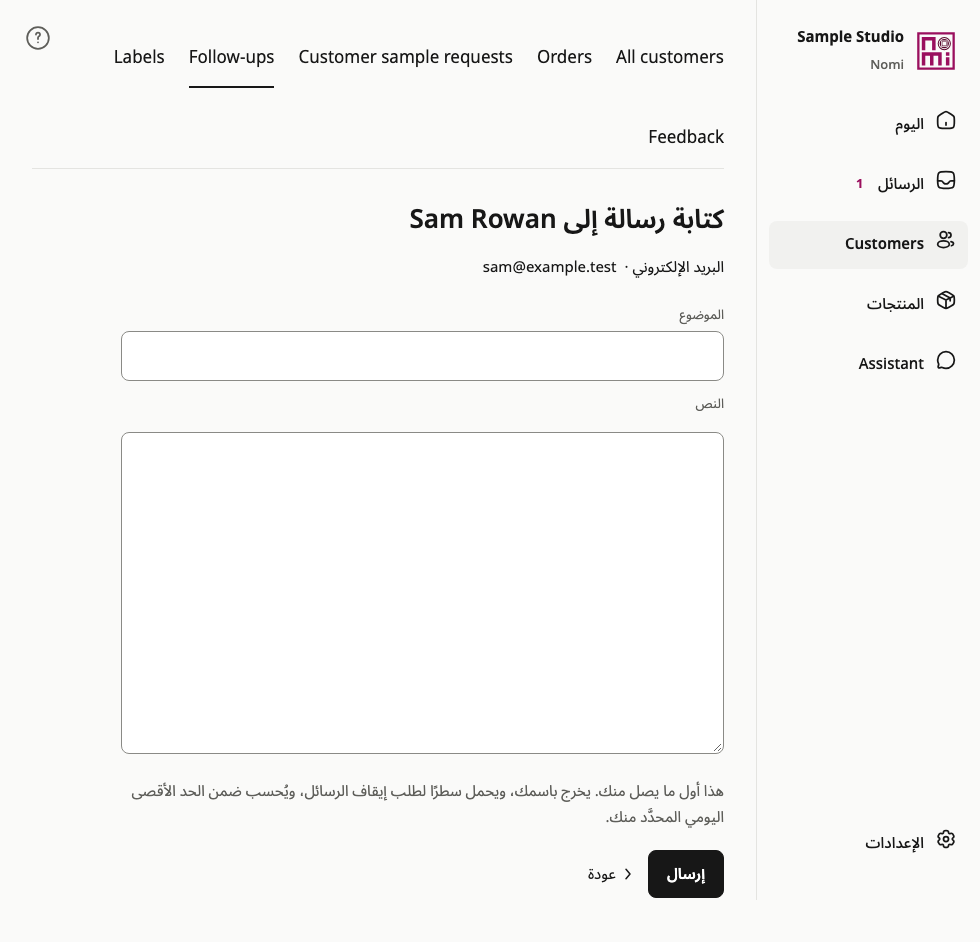 Sample Studio
Nomi
اليوم
الرسائل 1
Customers
المنتجات
Assistant
الإعدادات
All customers
Orders
Customer sample requests
Follow-ups
Labels
Feedback
كتابة رسالة إلى Sam Rowan
البريد الإلكتروني · sam@example.test
الموضوع
النص
هذا أول ما يصل منك. يخرج باسمك، ويحمل سطرًا لطلب إيقاف الرسائل، ويُحسب ضمن الحد الأقصى
اليومي المحدَّد منك.
إرسال
عودة